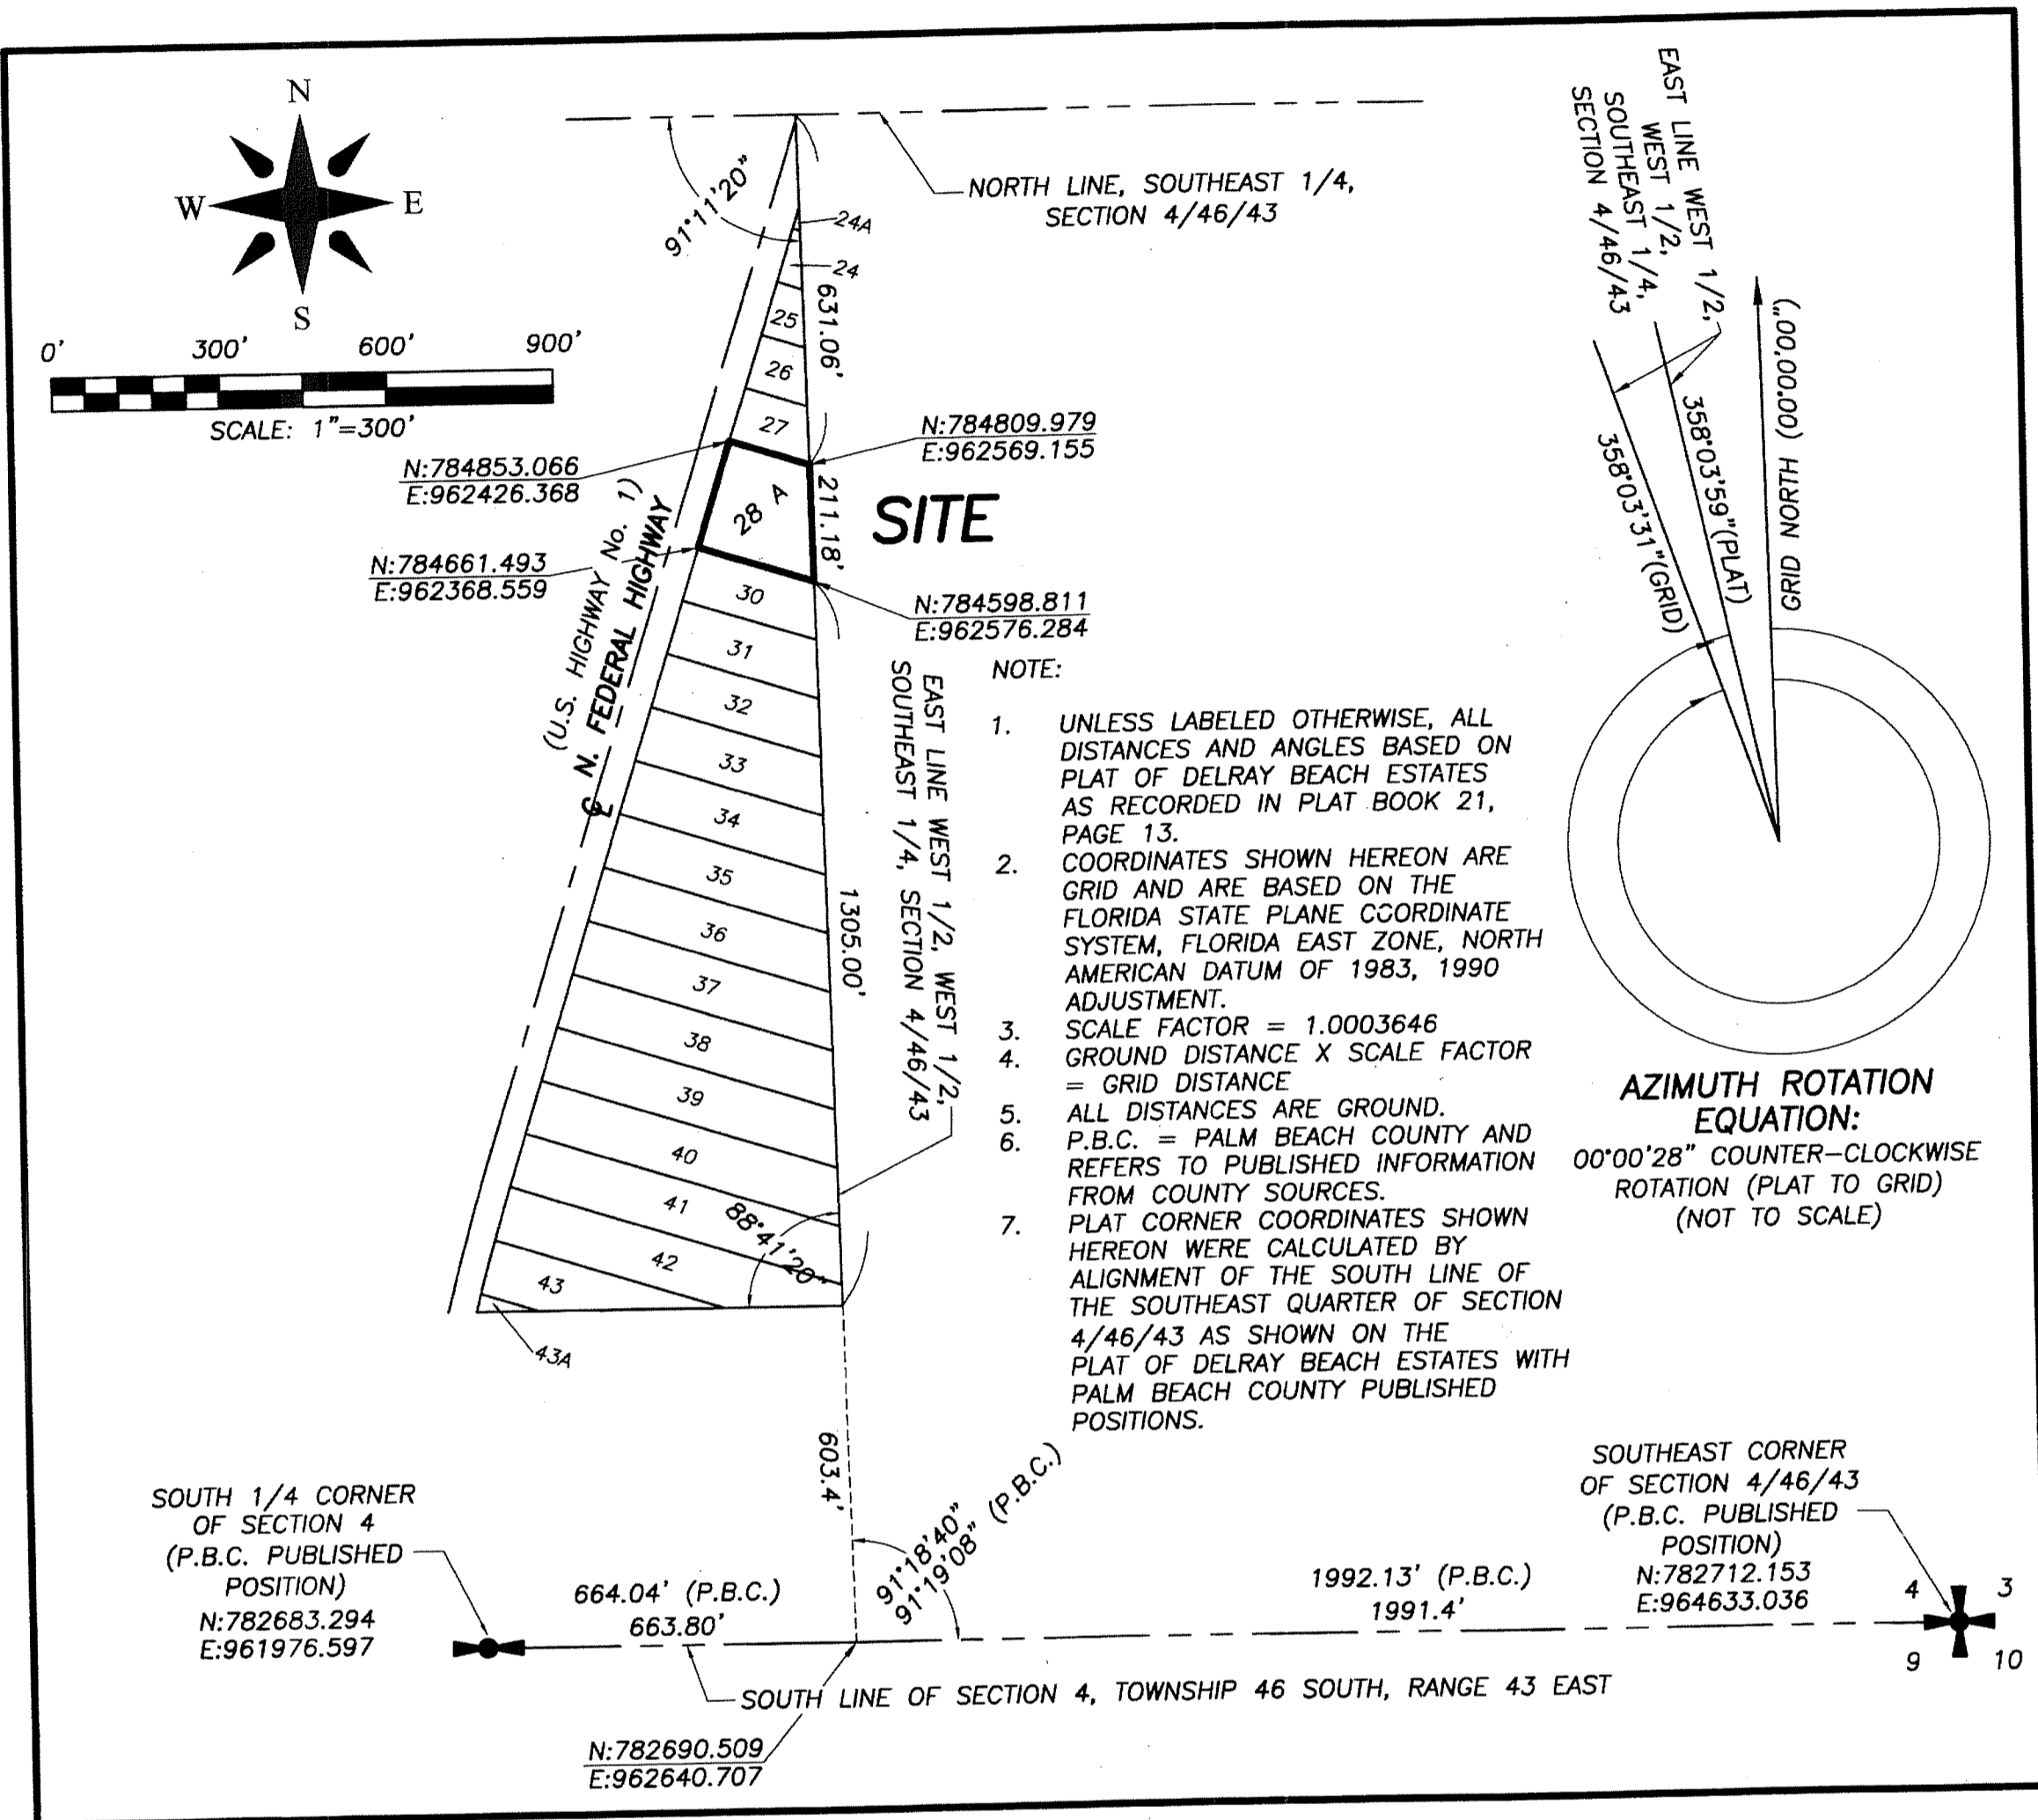 N
W
E
S
0' 300' 600' 900'
SCALE: 1"=300'
91°11'20"
NORTH LINE, SOUTHEAST 1/4,
SECTION 4/46/43
24A
24
25
26
27
28 A
30
31
32
33
34
35
36
37
38
39
40
41
42
43
43A
631.06'
211.18'
1305.00'
603.4'
88°41'20"
N:784853.066
E:962426.368
N:784809.979
E:962569.155
SITE
N:784661.493
E:962368.559
N:784598.811
E:962576.284
(U.S. HIGHWAY No. 1)
℄ N. FEDERAL HIGHWAY
EAST LINE WEST 1/2, WEST 1/2,
SOUTHEAST 1/4, SECTION 4/46/43
NOTE:
1. UNLESS LABELED OTHERWISE, ALL
DISTANCES AND ANGLES BASED ON
PLAT OF DELRAY BEACH ESTATES
AS RECORDED IN PLAT BOOK 21,
PAGE 13.
2. COORDINATES SHOWN HEREON ARE
GRID AND ARE BASED ON THE
FLORIDA STATE PLANE COORDINATE
SYSTEM, FLORIDA EAST ZONE, NORTH
AMERICAN DATUM OF 1983, 1990
ADJUSTMENT.
3. SCALE FACTOR = 1.0003646
4. GROUND DISTANCE X SCALE FACTOR
= GRID DISTANCE
5. ALL DISTANCES ARE GROUND.
6. P.B.C. = PALM BEACH COUNTY AND
REFERS TO PUBLISHED INFORMATION
FROM COUNTY SOURCES.
7. PLAT CORNER COORDINATES SHOWN
HEREON WERE CALCULATED BY
ALIGNMENT OF THE SOUTH LINE OF
THE SOUTHEAST QUARTER OF SECTION
4/46/43 AS SHOWN ON THE
PLAT OF DELRAY BEACH ESTATES WITH
PALM BEACH COUNTY PUBLISHED
POSITIONS.
EAST LINE WEST 1/2,
WEST 1/2,
SOUTHEAST 1/4,
SECTION 4/46/43
358°03'59"(PLAT)
358°03'31"(GRID)
GRID NORTH (00.00'00")
AZIMUTH ROTATION
EQUATION:
00°00'28" COUNTER-CLOCKWISE
ROTATION (PLAT TO GRID)
(NOT TO SCALE)
SOUTH 1/4 CORNER
OF SECTION 4
(P.B.C. PUBLISHED
POSITION)
N:782683.294
E:961976.597
664.04' (P.B.C.)
663.80'
91°18'40"
91°19'08" (P.B.C.)
1992.13' (P.B.C.)
1991.4'
SOUTHEAST CORNER
OF SECTION 4/46/43
(P.B.C. PUBLISHED
POSITION)
N:782712.153
E:964633.036
4 3
9 10
SOUTH LINE OF SECTION 4, TOWNSHIP 46 SOUTH, RANGE 43 EAST
N:782690.509
E:962640.707